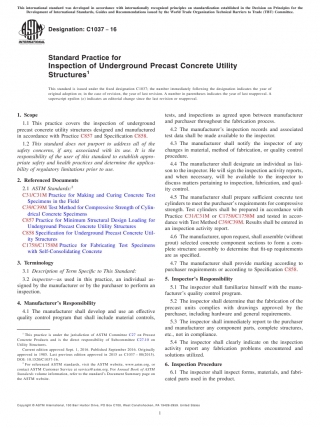 This international standard was developed in accordance with internationally recognized principles on standardization established in the Decision on Principles for the
Development of International Standards, Guides and Recommendations issued by the World Trade Organization Technical Barriers to Trade (TBT) Committee.
Designation: C1037 − 16
Standard Practice for
Inspection of Underground Precast Concrete Utility
Structures1
This standard is issued under the fixed designation C1037; the number immediately following the designation indicates the year of
original adoption or, in the case of revision, the year of last revision. A number in parentheses indicates the year of last reapproval. A
superscript epsilon (ε) indicates an editorial change since the last revision or reapproval.
1. Scope
1.1 This practice covers the inspection of underground
precast concrete utility structures designed and manufactured
in accordance with Practice C857 and Specification C858.
1.2 This standard does not purport to address all of the
safety concerns, if any, associated with its use. It is the
responsibility of the user of this standard to establish appro-
priate safety and health practices and determine the applica-
bility of regulatory limitations prior to use.
2. Referenced Documents
2.1 ASTM Standards:2
C31/C31M Practice for Making and Curing Concrete Test
Specimens in the Field
C39/C39M Test Method for Compressive Strength of Cylin-
drical Concrete Specimens
C857 Practice for Minimum Structural Design Loading for
Underground Precast Concrete Utility Structures
C858 Specification for Underground Precast Concrete Util-
ity Structures
C1758/C1758M Practice for Fabricating Test Specimens
with Self-Consolidating Concrete
3. Terminology
3.1 Description of Term Specific to This Standard:
3.2 inspector—as used in this practice, an individual as-
signed by the manufacturer or by the purchaser to perform an
inspection.
4. Manufacturer's Responsibility
4.1 The manufacturer shall develop and use an effective
quality control program that shall include material controls,
1 This practice is under the jurisdiction of ASTM Committee C27 on Precast
Concrete Products and is the direct responsibility of Subcommittee C27.10 on
Utility Structures.
Current edition approved Sept. 1, 2016. Published September 2016. Originally
approved in 1985. Last previous edition approved in 2015 as
DOI: 10.1520/C1037-16.
2 For referenced ASTM standards, visit the ASTM website, www.astm.org, or
contact ASTM Customer Service at service@astm.org. For Annual Book of ASTM
Standards volume information, refer to the standard's Document Summary page on
the ASTM website.
tests, and inspections as agreed upon between manufacturer
and purchaser throughout the fabrication process.
4.2 The manufacturer's inspection records and associated
test data shall be made available to the inspector.
4.3 The manufacturer shall notify the inspector of any
changes in material, method of fabrication, or quality control
procedure.
4.4 The manufacturer shall designate an individual as liai-
son to the inspector. He will sign the inspection activity reports,
and when necessary, will be available to the inspector to
discuss matters pertaining to inspection, fabrication, and qual-
ity control.
4.5 The manufacturer shall prepare sufficient concrete test
cylinders to meet the purchaser's requirements for compressive
strength. Test cylinders shall be prepared in accordance with
Practice C31/C31M or C1758/C1758M and tested in accor-
dance with Test Method C39/C39M. Results shall be entered in
an inspection activity report.
4.6 The manufacturer, upon request, shall assemble (without
grout) selected concrete component sections to form a com-
plete structure assembly to determine that fit-up requirements
are as specified.
4.7 The manufacturer shall provide marking according to
purchase requirements or according to Specification C858.
5. Inspector's Responsibility
5.1 The inspector shall familiarize himself with the manu-
facturer's quality control program.
5.2 The inspector shall determine that the fabrication of the
precast units complies with drawings approved by the
purchaser, including hardware and general requirements.
5.3 The inspector shall immediately report to the purchaser
and manufacturer any component parts, complete structures,
etc., not in compliance.
5.4 The inspector shall clearly indicate on the inspection
activity report any fabrication problems encountered and
solutions utilized.
6. Inspection Procedure
6.1 The inspector shall inspect forms, materials, and fabri-
cated parts used to the product.
Copyright © ASTM International, 100 Barr Harbor Drive, PO Box C700, West Conshohocken, PA 19428-2959. United States
1